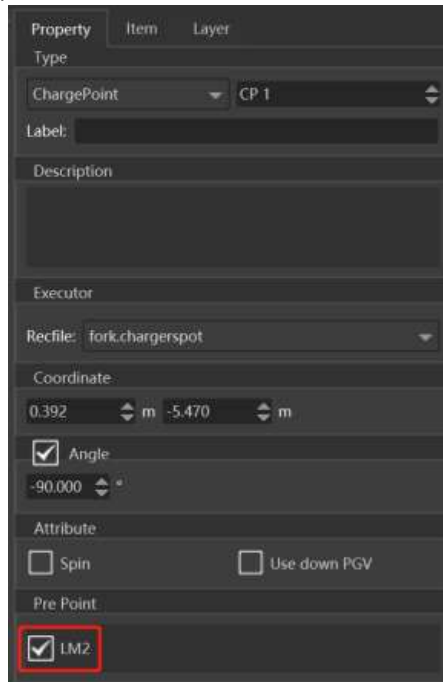 Property Item Layer
Type
ChargePoint CP 1
Label:
Description
Executor
Recfile: fork.chargerspot
Coordinate
0.392 m -5.470 m
Angle
-90.000 °
Attribute
Spin Use down PGV
Pre Point
LM2